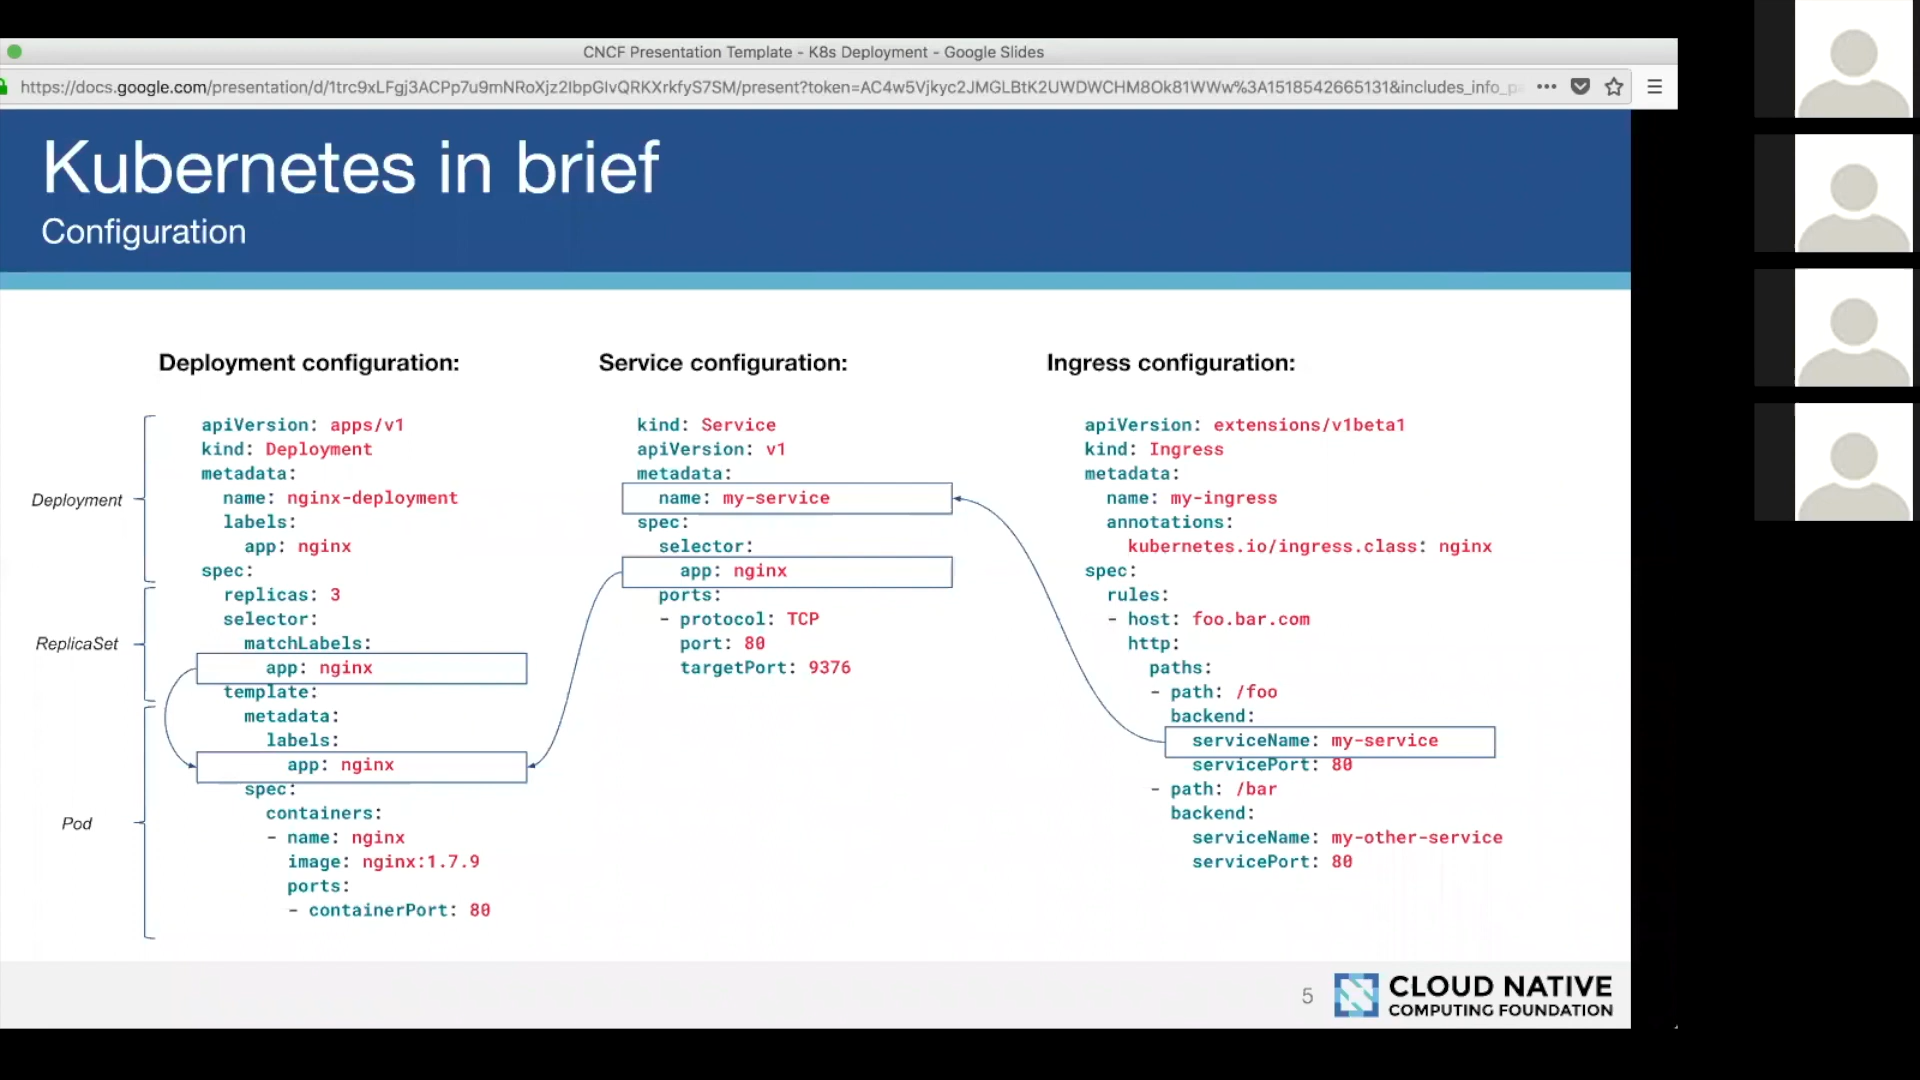 CNCF Presentation Template - K8s Deployment - Google Slides
https://docs.google.com/presentation/d/1trc9xLFgj3ACPp7u9mNRoXjz2IbpGIvQRKXrkfyS7SM/present?token=AC4w5Vjkyc2JMGLBtK2UWDWCHM8Ok81WWw%3A1518542665131&includes_info_p
Kubernetes in brief
Configuration
Deployment configuration:
apiVersion: apps/v1
kind: Deployment
metadata:
name: nginx-deployment
labels:
app: nginx
spec:
replicas: 3
selector:
matchLabels:
app: nginx
template:
metadata:
labels:
app: nginx
spec:
containers:
- name: nginx
image: nginx:1.7.9
ports:
- containerPort: 80
Deployment
ReplicaSet
Pod
Service configuration:
kind: Service
apiVersion: v1
metadata:
name: my-service
spec:
selector:
app: nginx
ports:
- protocol: TCP
port: 80
targetPort: 9376
Ingress configuration:
apiVersion: extensions/v1beta1
kind: Ingress
metadata:
name: my-ingress
annotations:
kubernetes.io/ingress.class: nginx
spec:
rules:
- host: foo.bar.com
http:
paths:
- path: /foo
backend:
serviceName: my-service
servicePort: 80
- path: /bar
backend:
serviceName: my-other-service
servicePort: 80
5
CLOUD NATIVE
COMPUTING FOUNDATION